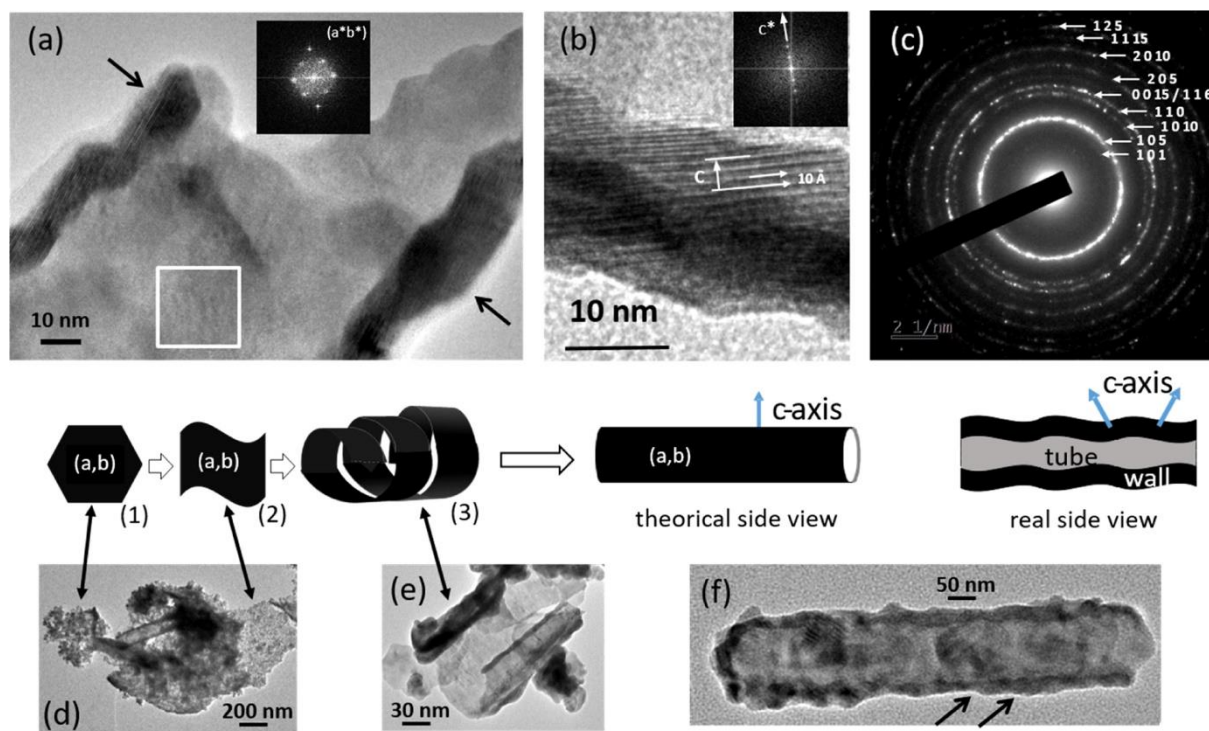 (a)
(a*b*)
10 nm
(b)
c*
C
10 Å
10 nm
(c)
125
1115
2010
205
0015/116
110
1010
105
101
2 1/nm
(a,b)
(1)
(a,b)
(2)
(3)
c-axis
(a,b)
theorical side view
c-axis
tube
wall
real side view
(d)
200 nm
(e)
30 nm
(f)
50 nm